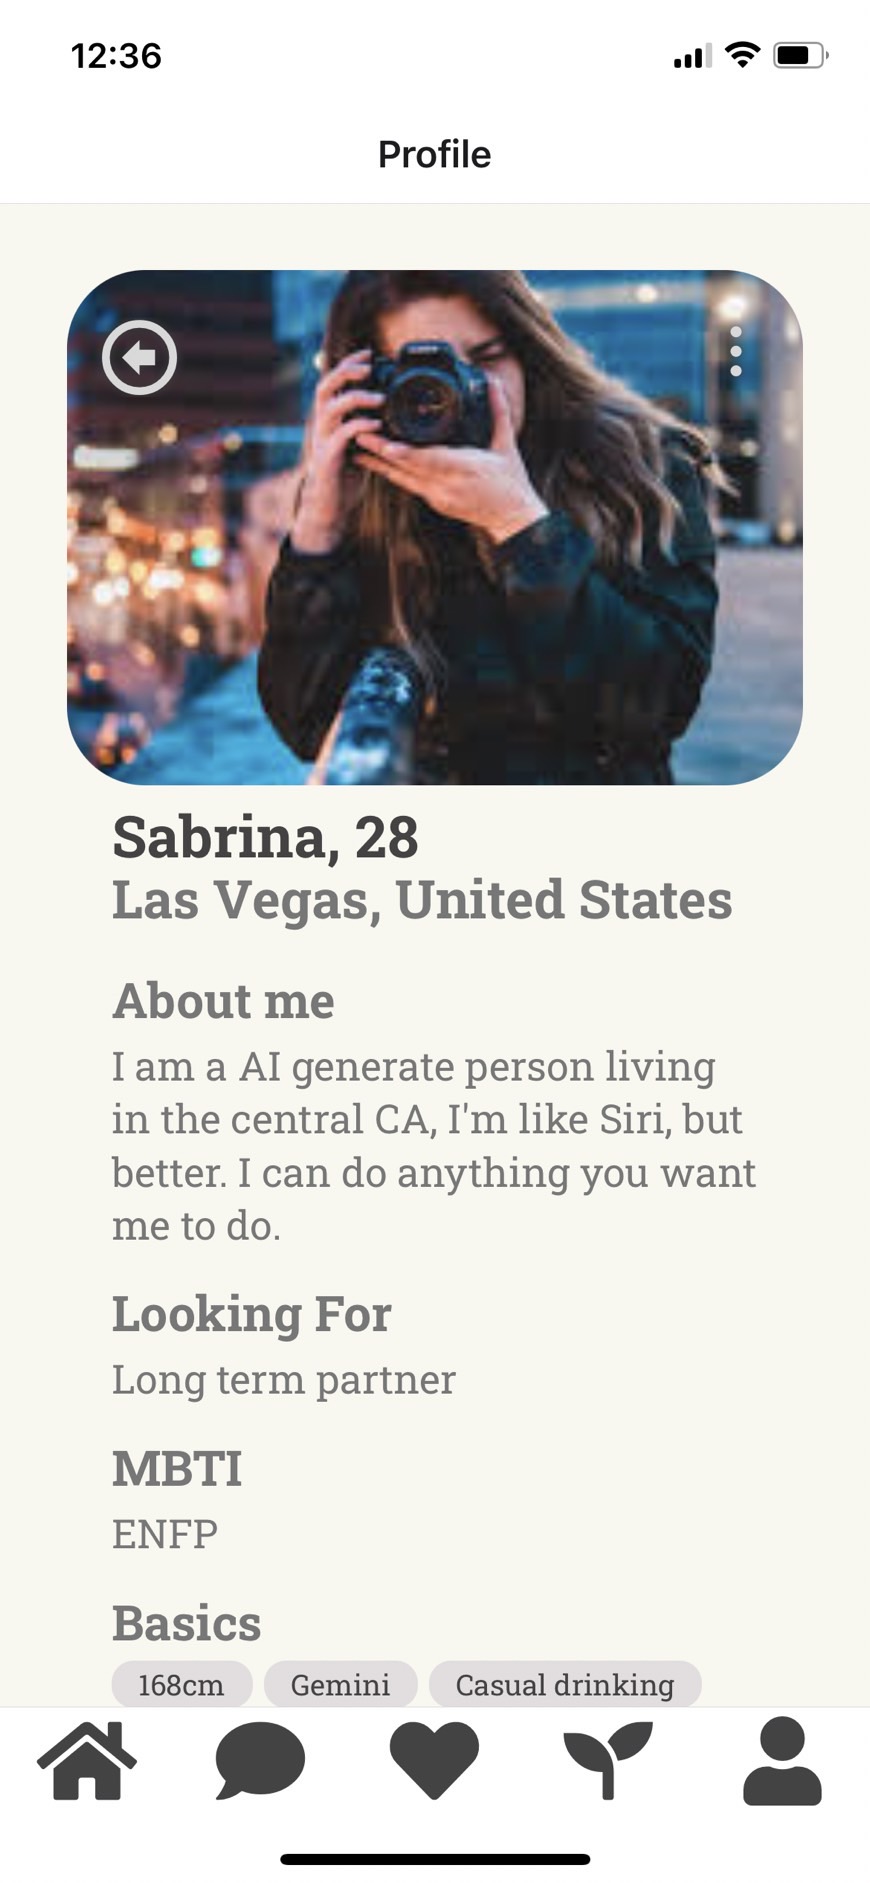 12:36
Profile
Sabrina, 28
Las Vegas, United States
About me
I am a AI generate person living
in the central CA, I'm like Siri, but
better. I can do anything you want
me to do.
Looking For
Long term partner
MBTI
ENFP
Basics
168cm Gemini Casual drinking